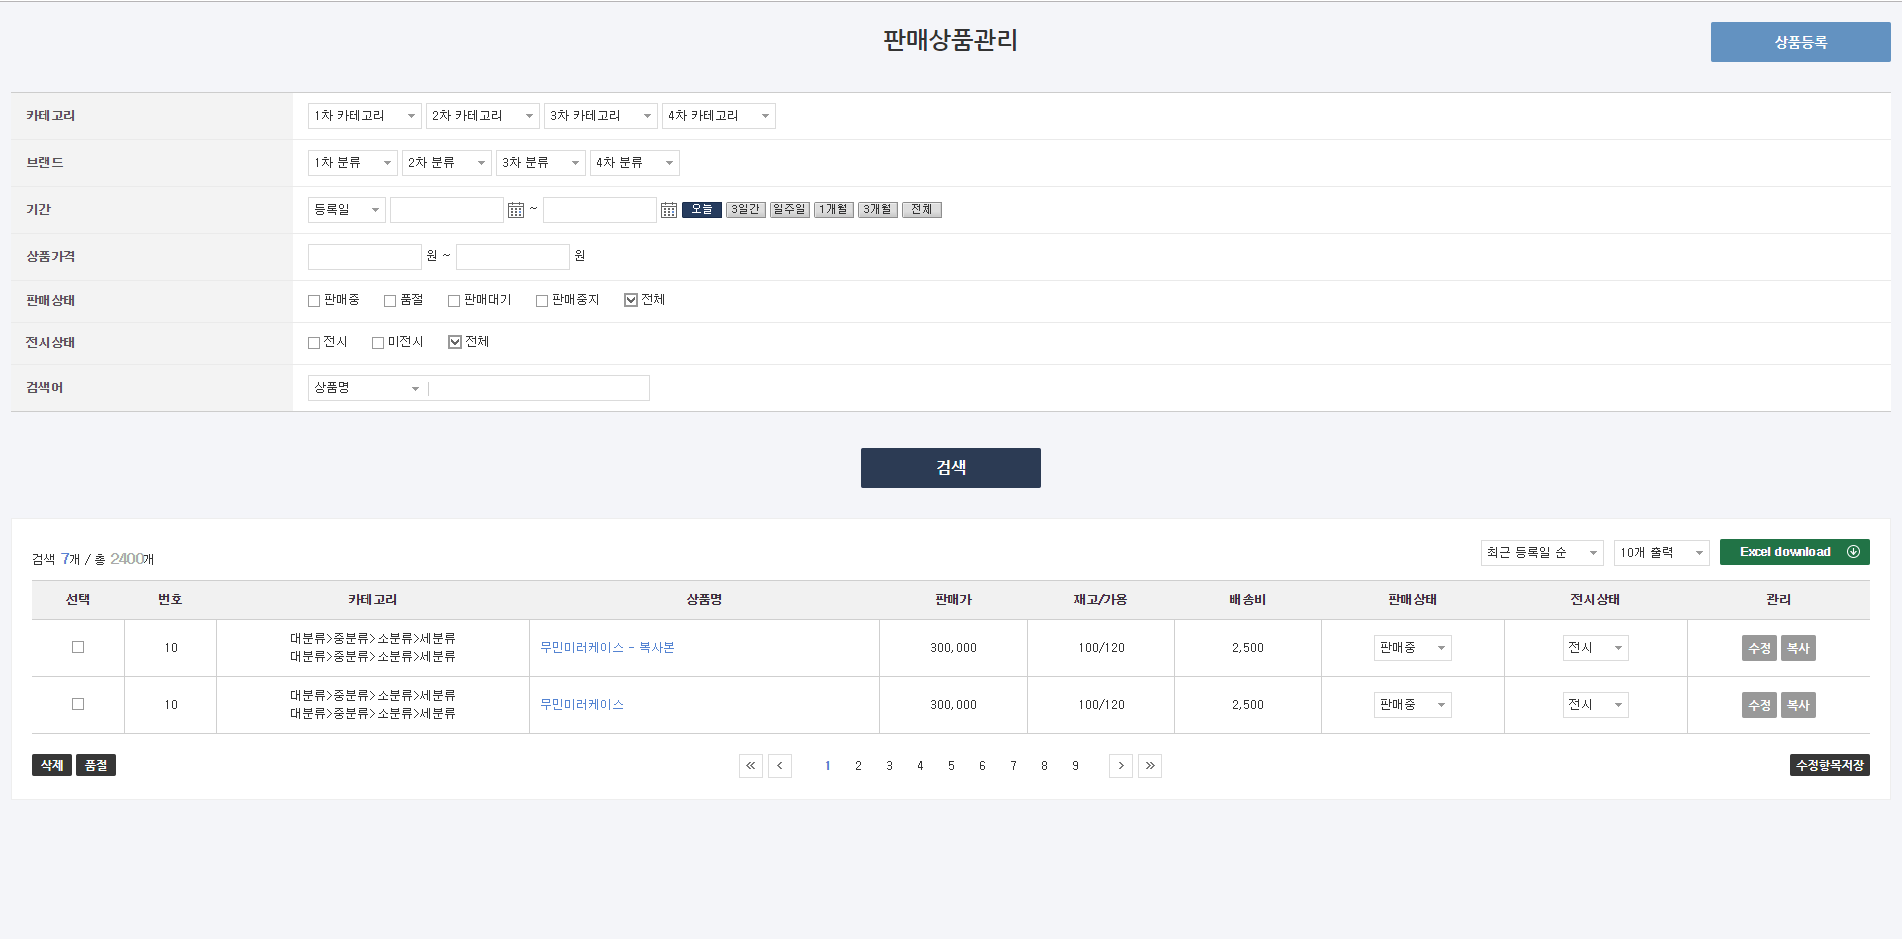 판매상품관리
상품등록
카테고리 1차 카테고리 2차 카테고리 3차 카테고리 4차 카테고리
브랜드 1차 분류 2차 분류 3차 분류 4차 분류
기간 등록일 ~ 오늘 3일간 일주일 1개월 3개월 전체
상품가격 원 ~ 원
판매상태 판매중 품절 판매대기 판매중지 전체
전시상태 전시 미전시 전체
검색어 상품명
검색
검색 7개 / 총 2400개 최근 등록일 순 10개 출력 Excel download
선택 번호 카테고리 상품명 판매가 재고/가용 배송비 판매상태 전시상태 관리
대분류>중분류>소분류>세분류
10 무민미러케이스 - 복사본 300,000 100/120 2,500 판매중 전시 수정 복사
대분류>중분류>소분류>세분류
대분류>중분류>소분류>세분류
10 무민미러케이스 300,000 100/120 2,500 판매중 전시 수정 복사
대분류>중분류>소분류>세분류
삭제 품절 « < 1 2 3 4 5 6 7 8 9 > » 수정항목저장